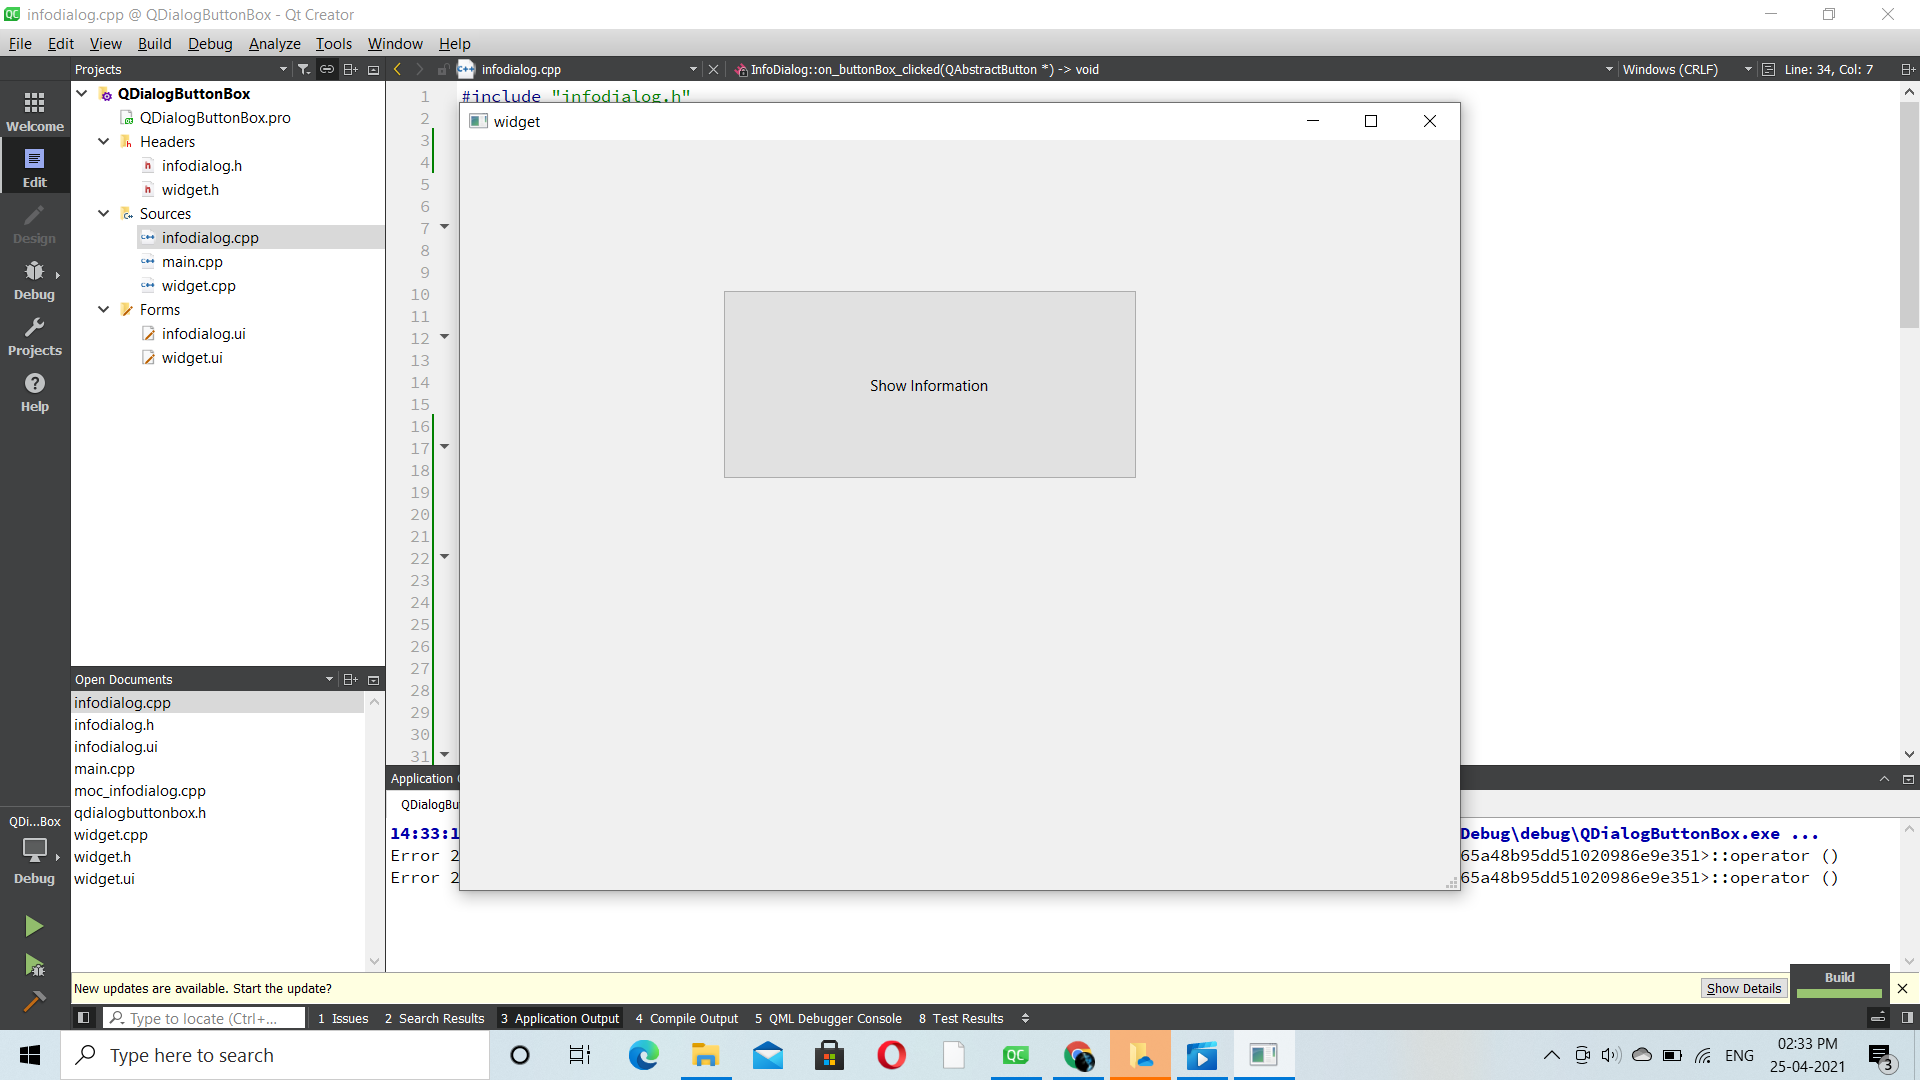 infodialog.cpp @ QDialogButtonBox - Qt Creator
File Edit View Build Debug Analyze Tools Window Help
Projects
infodialog.cpp
InfoDialog::on_buttonBox_clicked(QAbstractButton *) -> void
Windows (CRLF)
Line: 34, Col: 7
Welcome
Edit
Design
Debug
Projects
Help
QDialogButtonBox
QDialogButtonBox.pro
Headers
infodialog.h
widget.h
Sources
infodialog.cpp
main.cpp
widget.cpp
Forms
infodialog.ui
widget.ui
1
2
3
4
5
6
7
8
9
10
11
12
13
14
15
16
17
18
19
20
21
22
23
24
25
26
27
28
29
30
31
#include "infodialog.h"
widget
Show Information
Open Documents
infodialog.cpp
infodialog.h
infodialog.ui
main.cpp
moc_infodialog.cpp
qdialogbuttonbox.h
widget.cpp
widget.h
widget.ui
QDi...Box
Debug
Application
QDialogBu
14:33:1
Debug\debug\QDialogButtonBox.exe ...
Error 2
65a48b95dd51020986e9e351>::operator ()
Error 2
65a48b95dd51020986e9e351>::operator ()
New updates are available. Start the update?
Show Details
Build
Type to locate (Ctrl+...
1 Issues 2 Search Results 3 Application Output 4 Compile Output 5 QML Debugger Console 8 Test Results
Type here to search
QC
ENG
02:33 PM
25-04-2021
3